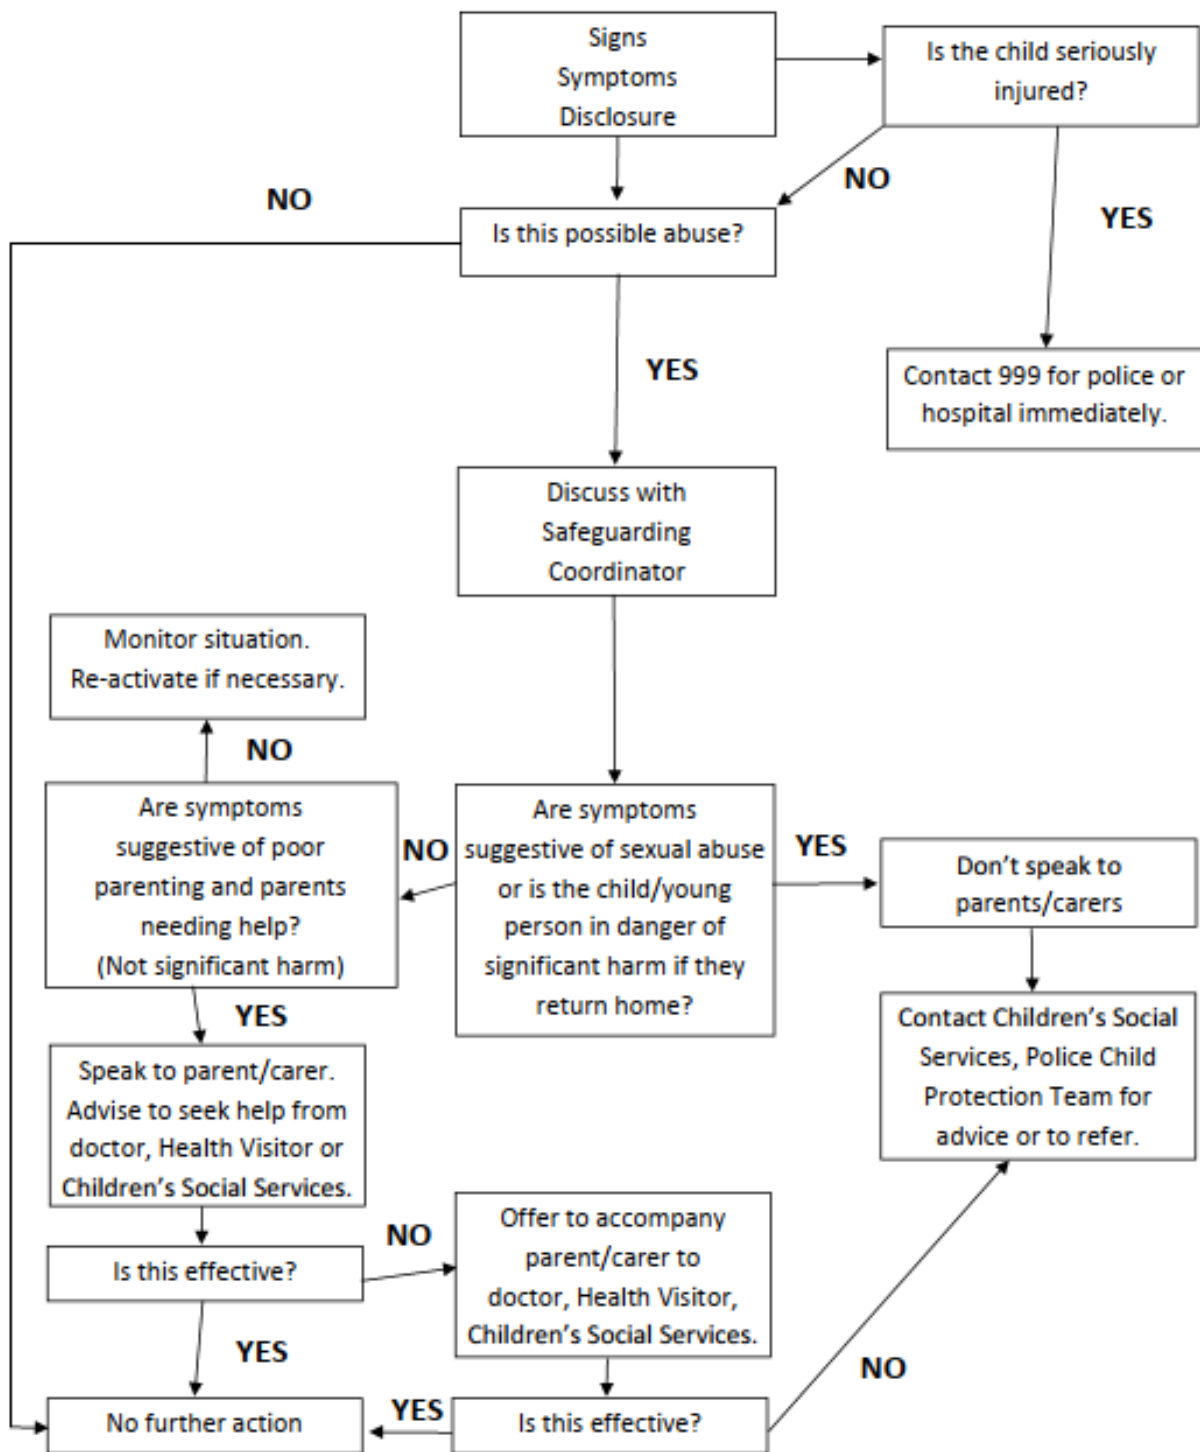 Signs
Symptoms
Disclosure
Is the child seriously
injured?
NO
NO
YES
Is this possible abuse?
YES
Contact 999 for police or
hospital immediately.
Discuss with
Safeguarding
Coordinator
Monitor situation.
Re-activate if necessary.
NO
Are symptoms
suggestive of poor
parenting and parents
needing help?
(Not significant harm)
NO
Are symptoms
suggestive of sexual abuse
or is the child/young
person in danger of
significant harm if they
return home?
YES
Don't speak to
parents/carers
YES
Contact Children's Social
Services, Police Child
Protection Team for
advice or to refer.
Speak to parent/carer.
Advise to seek help from
doctor, Health Visitor or
Children's Social Services.
NO
Offer to accompany
parent/carer to
doctor, Health Visitor,
Children's Social Services.
Is this effective?
YES
NO
No further action
YES
Is this effective?